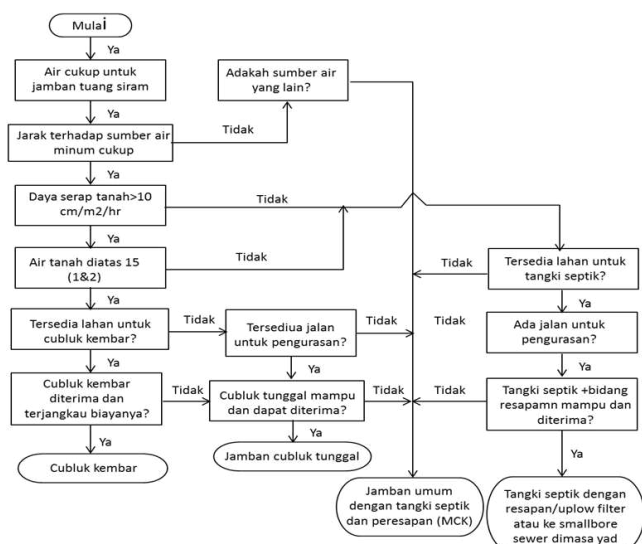 Mulai
Ya
Air cukup untuk
jamban tuang siram
Adakah sumber air
yang lain?
Ya
Tidak
Jarak terhadap sumber air
minum cukup
Ya
Daya serap tanah>10
cm/m2/hr
Tidak
Ya
Air tanah diatas 15
(1&2)
Tidak
Tersedia lahan untuk
tangki septik?
Tidak
Ya
Ya
Tersedia lahan untuk
cubluk kembar?
Tidak
Tersediua jalan
untuk pengurasan?
Tidak
Tidak
Ada jalan untuk
pengurasan?
Ya
Ya
Ya
Cubluk kembar
diterima dan
terjangkau biayanya?
Tidak
Cubluk tunggal mampu
dan dapat diterima?
Tidak
Tidak
Tangki septik +bidang
resapamn mampu dan
diterima?
Ya
Ya
Ya
Cubluk kembar
Jamban cubluk tunggal
Jamban umum
dengan tangki septik
dan peresapan (MCK)
Tangki septik dengan
resapan/uplow filter
atau ke smallbore
sewer dimasa yad